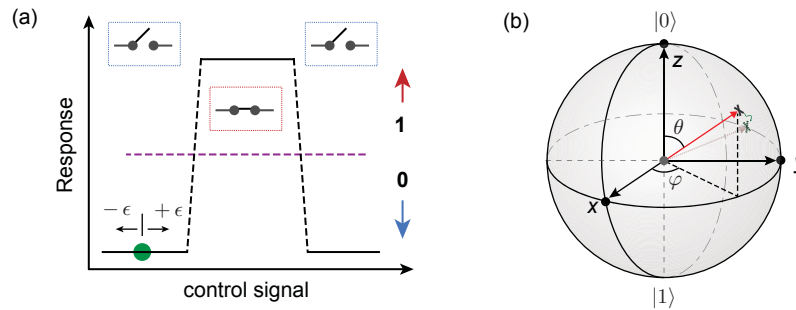 (a)
Response
1
0
− ϵ
+ ϵ
control signal
(b)
|0⟩
z
θ
φ
x
|1⟩